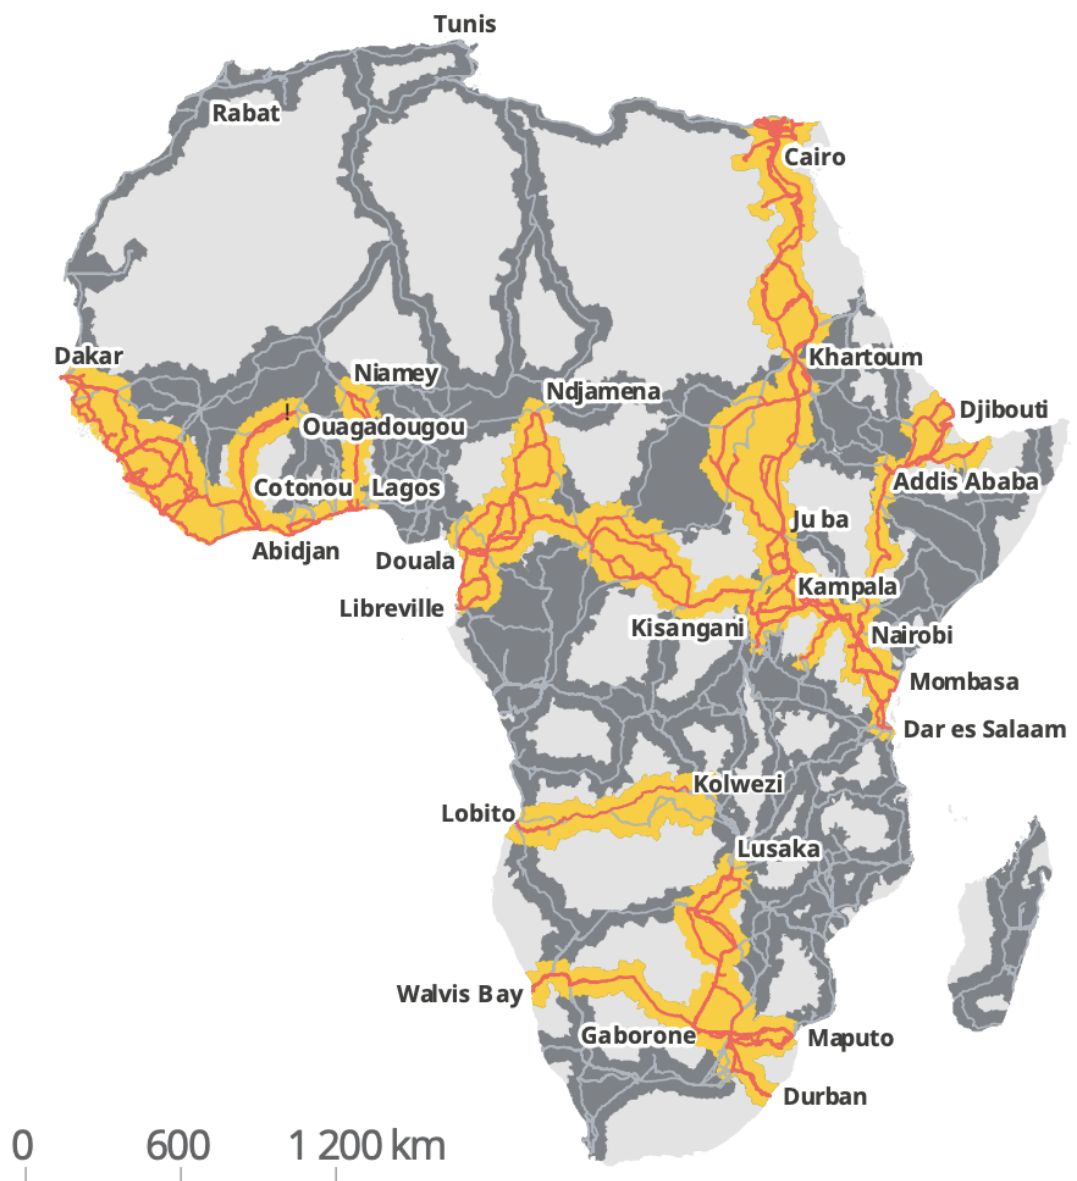 Tunis
Rabat
Cairo
Dakar
Niamey
Khartoum
Ndjamena
!
Ouagadougou
Djibouti
Cotonou
Lagos
Addis Ababa
Abidjan
Juba
Douala
Kampala
Libreville
Kisangani
Nairobi
Mombasa
Dar es Salaam
Kolwezi
Lobito
Lusaka
Walvis Bay
Gaborone
Maputo
Durban
0 600 1 200 km